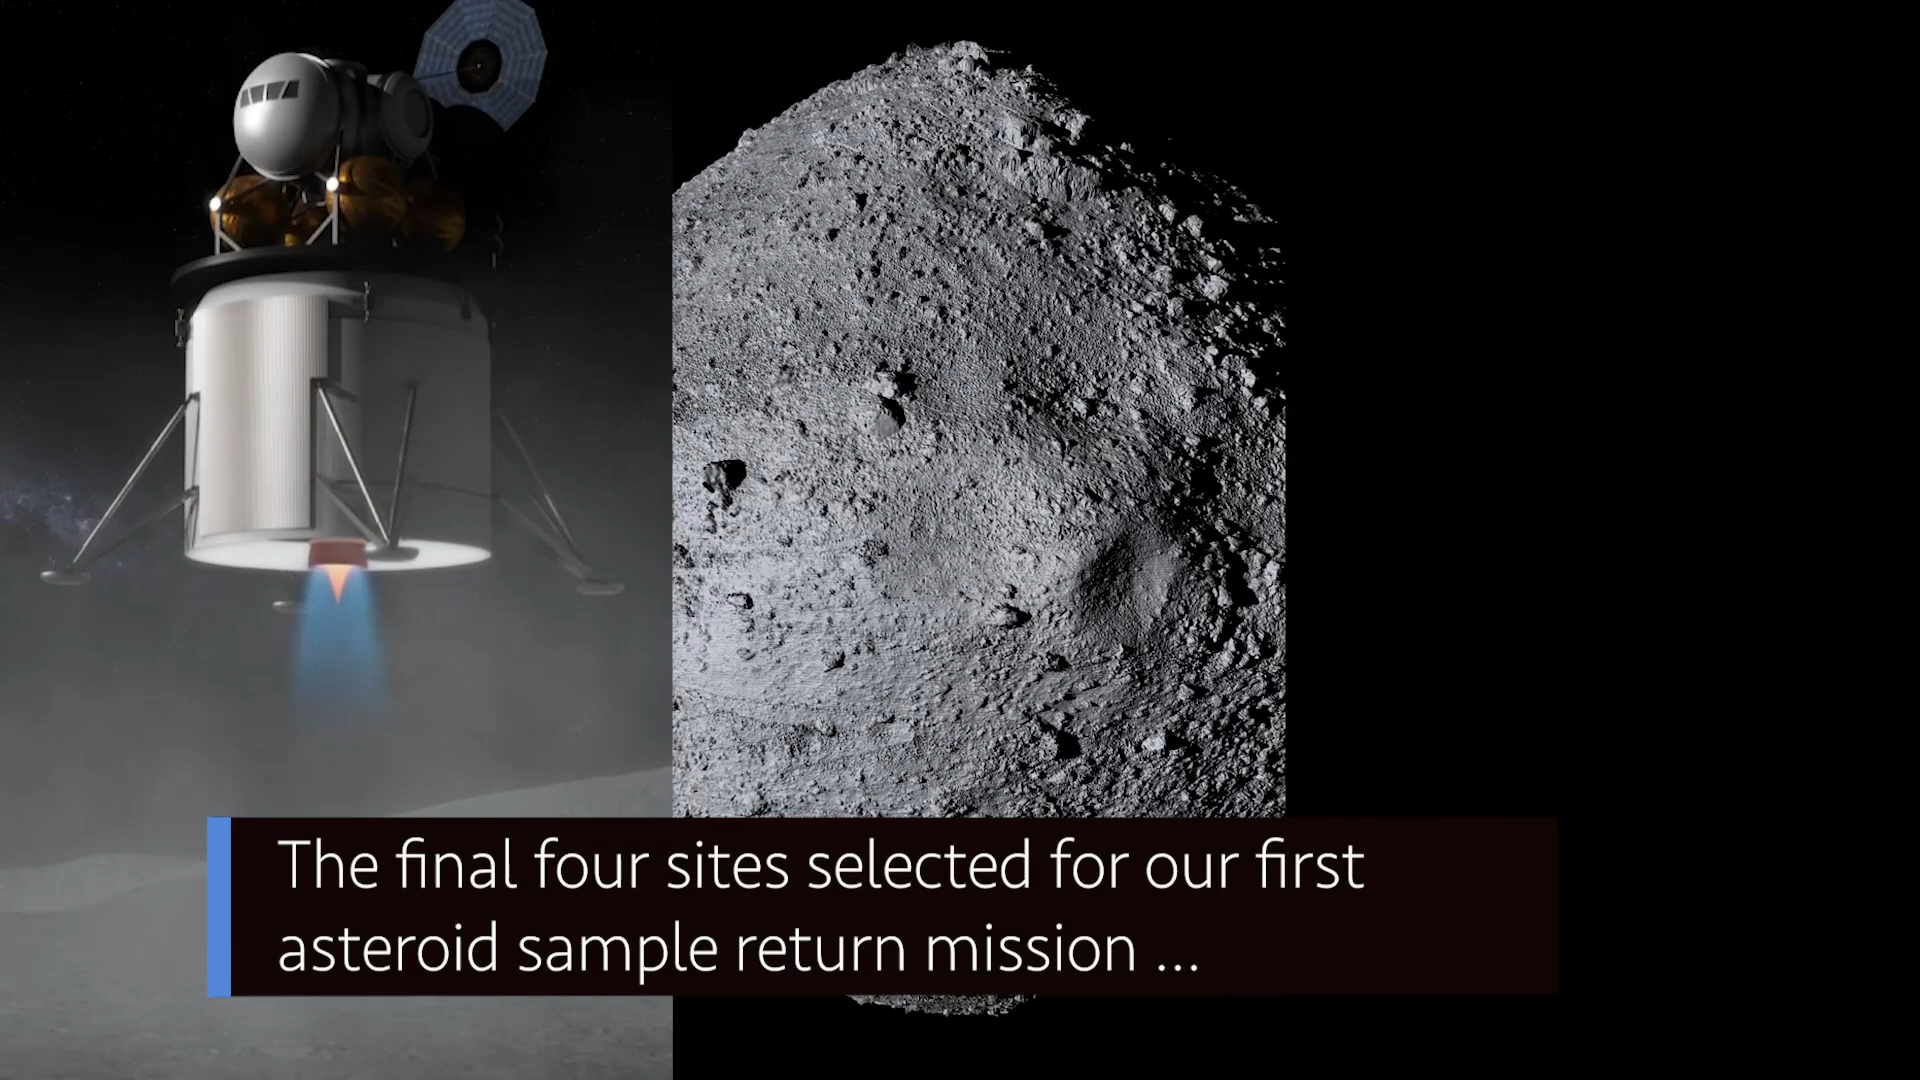 The final four sites selected for our first
asteroid sample return mission ...